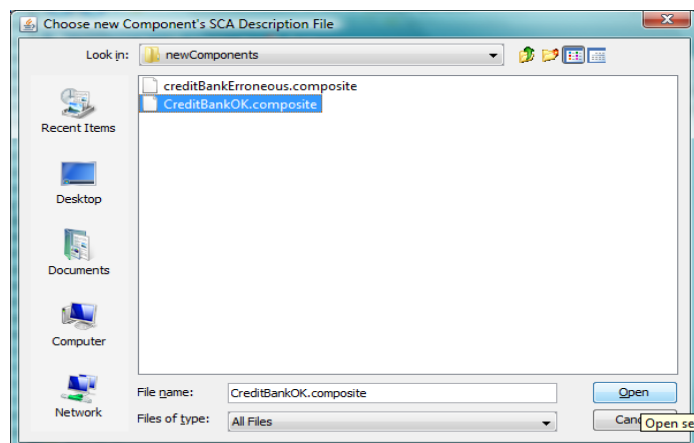 Choose new Component's SCA Description File
Look in: newComponents
creditBankErroneous.composite
CreditBankOK.composite
Recent Items
Desktop
Documents
Computer
Network
File name: CreditBankOK.composite
Open
Files of type: All Files
Can
Open se